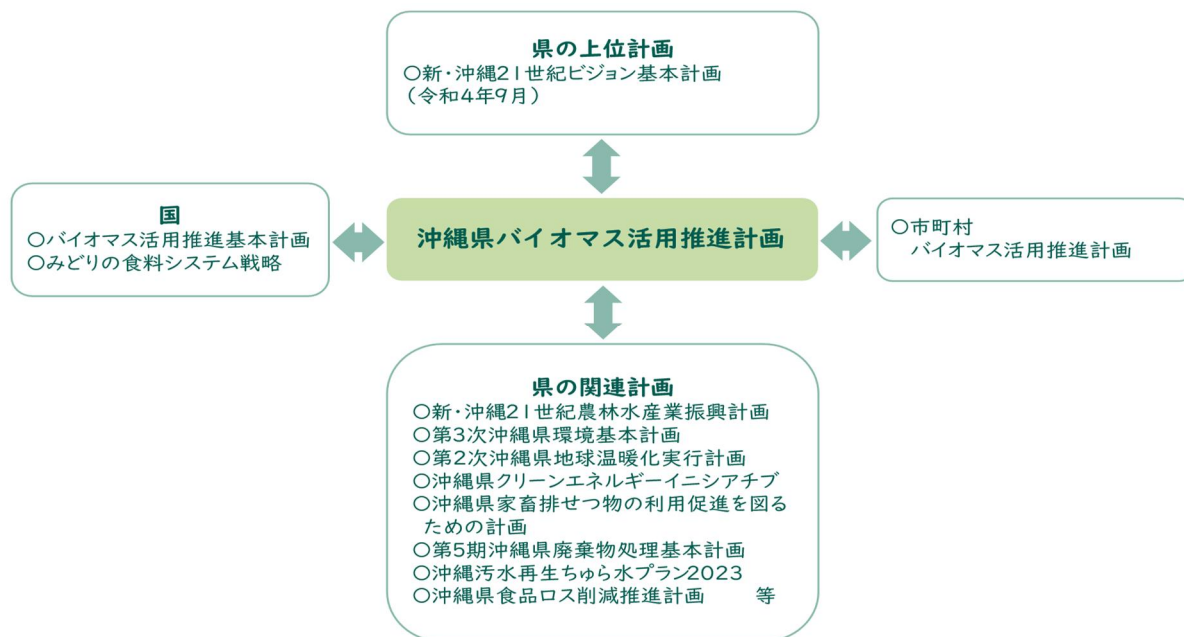 県の上位計画
○新・沖縄21世紀ビジョン基本計画
（令和4年9月）
国
○バイオマス活用推進基本計画
○みどりの食料システム戦略
沖縄県バイオマス活用推進計画
○市町村
バイオマス活用推進計画
県の関連計画
○新・沖縄21世紀農林水産業振興計画
○第3次沖縄県環境基本計画
○第2次沖縄県地球温暖化実行計画
○沖縄県クリーンエネルギーイニシアチブ
○沖縄県家畜排せつ物の利用促進を図る
ための計画
○第5期沖縄県廃棄物処理基本計画
○沖縄汚水再生ちゅら水プラン2023
○沖縄県食品ロス削減推進計画　　等